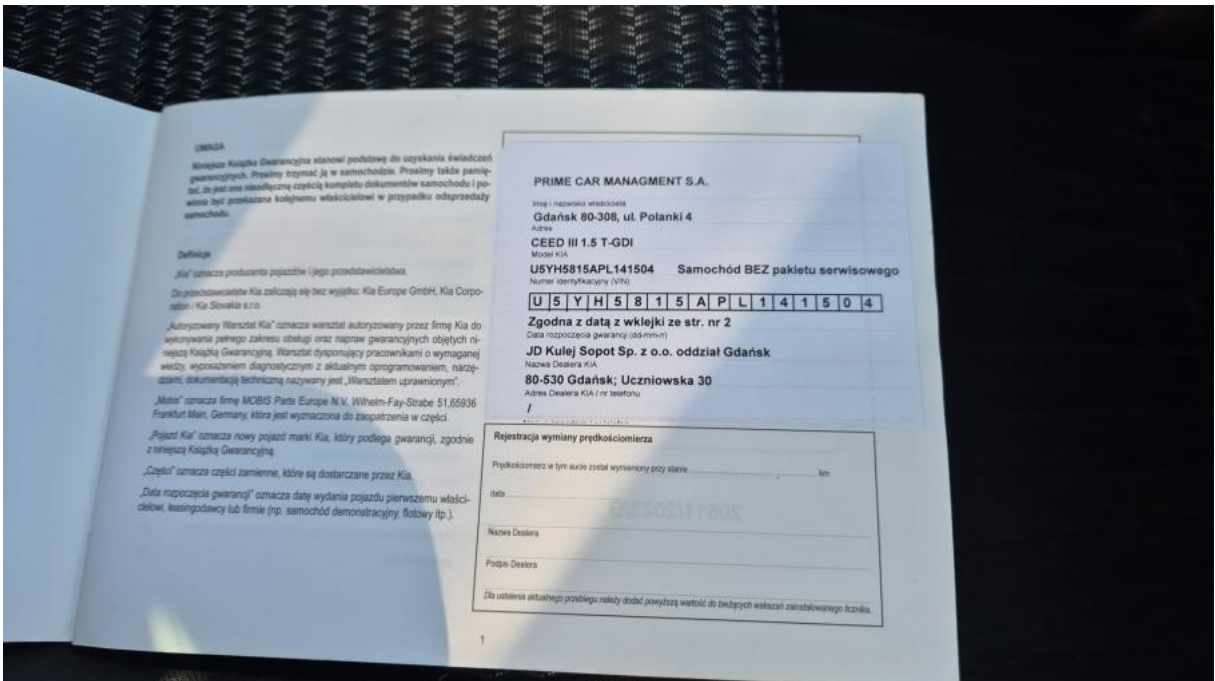 UWAGA
Niniejsza Książka Gwarancyjna stanowi podstawę do uzyskania świadczeń
gwarancyjnych. Prosimy trzymać ją w samochodzie. Prosimy także pamię-
tać, że jest ona nieodłączną częścią kompletu dokumentów samochodu i po-
winna być przekazana kolejnemu właścicielowi w przypadku odsprzedaży
samochodu.
Definicje
„Kia” oznacza producenta pojazdów i jego przedstawicielstwa.
Do przedstawicielstw Kia zaliczają się bez wyjątku: Kia Europe GmbH, Kia Corpo-
ration i Kia Slovakia s.r.o.
„Autoryzowany Warsztat Kia” oznacza warsztat autoryzowany przez firmę Kia do
wykonywania pełnego zakresu obsługi oraz napraw gwarancyjnych objętych ni-
niejszą Książką Gwarancyjną. Warsztat dysponujący pracownikami o wymaganej
wiedzy, wyposażeniem diagnostycznym z aktualnym oprogramowaniem, narzę-
dziami, dokumentacją techniczną nazywany jest „Warsztatem uprawnionym”.
„Mobis” oznacza firmę MOBIS Parts Europe N.V. Wilhelm-Fay-Strabe 51,65936
Frankfurt Main, Germany, która jest wyznaczona do zaopatrzenia w części.
„Pojazd Kia” oznacza nowy pojazd marki Kia, który podlega gwarancji, zgodnie
z niniejszą Książką Gwarancyjną.
„Części” oznacza części zamienne, które są dostarczane przez Kia.
„Data rozpoczęcia gwarancji” oznacza datę wydania pojazdu pierwszemu właści-
cielowi, leasingodawcy lub firmie (np. samochód demonstracyjny, flotowy itp.).
PRIME CAR MANAGMENT S.A.
Imię i nazwisko właściciela
Gdańsk 80-308, ul. Polanki 4
Adres
CEED III 1.5 T-GDI
Model KIA
U5YH5815APL141504 Samochód BEZ pakietu serwisowego
Numer identyfikacyjny (VIN)
U 5 Y H 5 8 1 5 A P L 1 4 1 5 0 4
Zgodna z datą z wklejki ze str. nr 2
Data rozpoczęcia gwarancji (dd-mm-rr)
JD Kulej Sopot Sp. z o.o. oddział Gdańsk
Nazwa Dealera KIA
80-530 Gdańsk; Uczniowska 30
Adres Dealera KIA / nr telefonu
/
Rejestracja wymiany prędkościomierza
Prędkościomierz w tym aucie został wymieniony przy stanie km
data
Nazwa Dealera
Podpis Dealera
Dla ustalenia aktualnego przebiegu należy dodać powyższą wartość do bieżących wskazań zainstalowanego licznika.
1